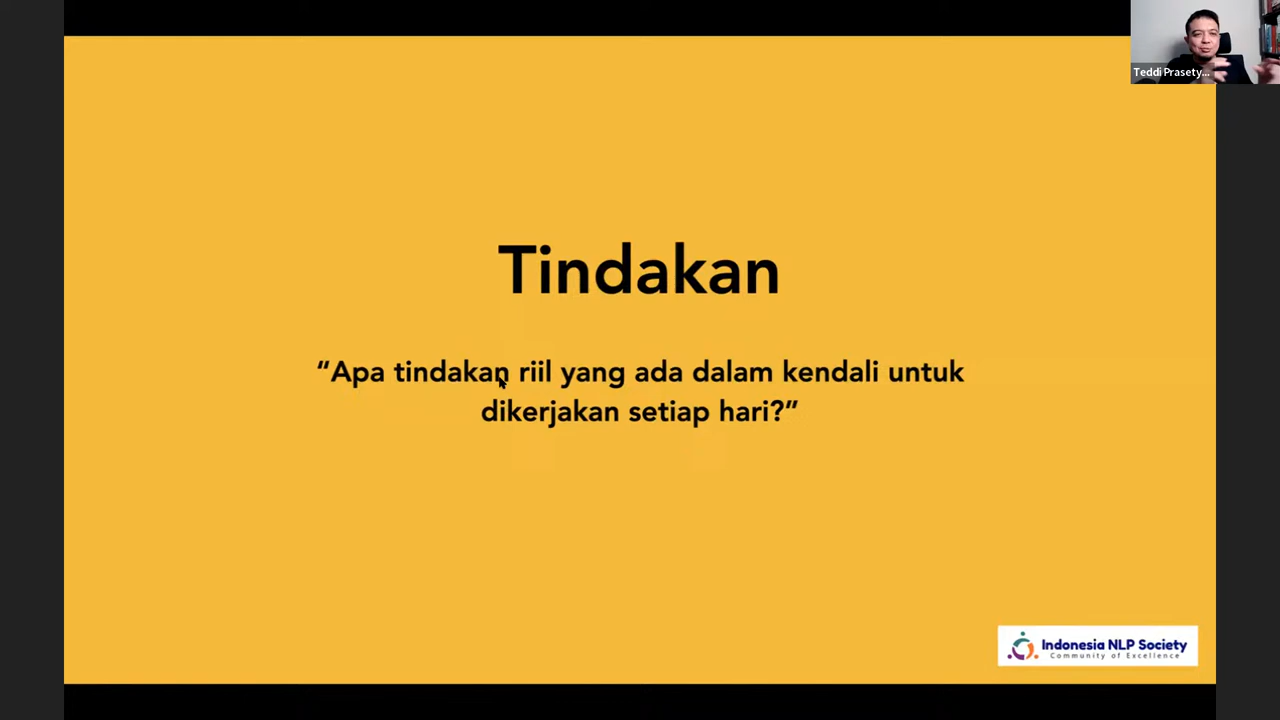 Teddi Prasety...
Tindakan
“Apa tindakan riil yang ada dalam kendali untuk
dikerjakan setiap hari?”
Indonesia NLP Society
Community of Excellence